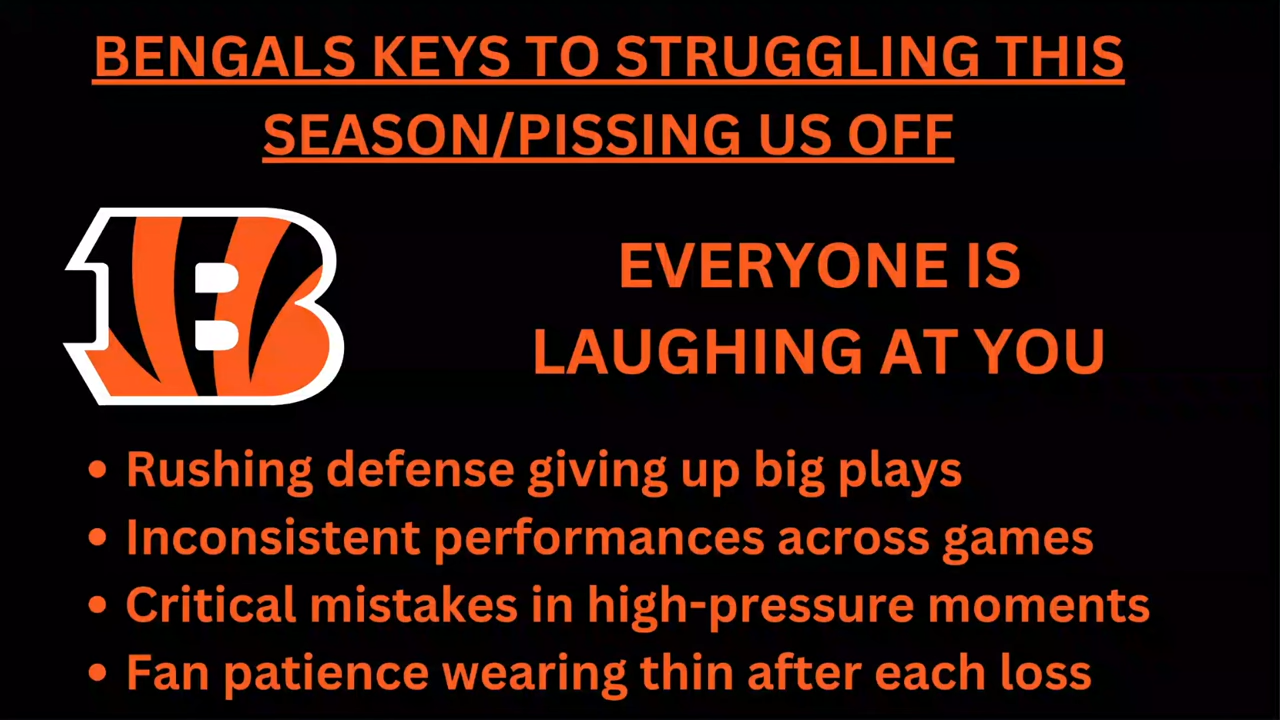 BENGALS KEYS TO STRUGGLING THIS
SEASON/PISSING US OFF
EVERYONE IS
LAUGHING AT YOU
• Rushing defense giving up big plays
• Inconsistent performances across games
• Critical mistakes in high-pressure moments
• Fan patience wearing thin after each loss